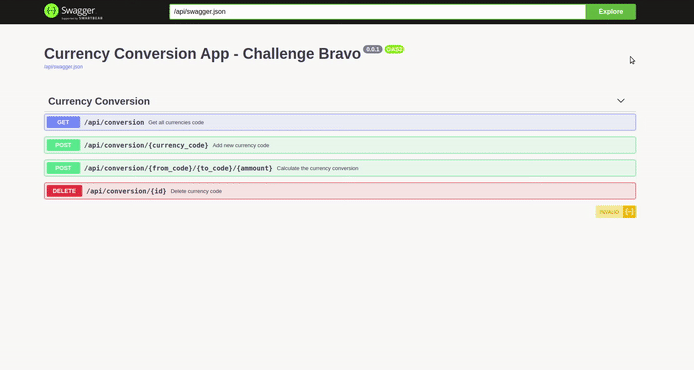 Swagger
Supported by SMARTBEAR
/api/swagger.json
Explore
Currency Conversion App - Challenge Bravo 0.0.1 OAS3
/api/swagger.json
Currency Conversion
GET /api/conversion Get all currencies code
POST /api/conversion/{currency_code} Add new currency code
POST /api/conversion/{from_code}/{to_code}/{ammount} Calculate the currency conversion
DELETE /api/conversion/{id} Delete currency code
{-}